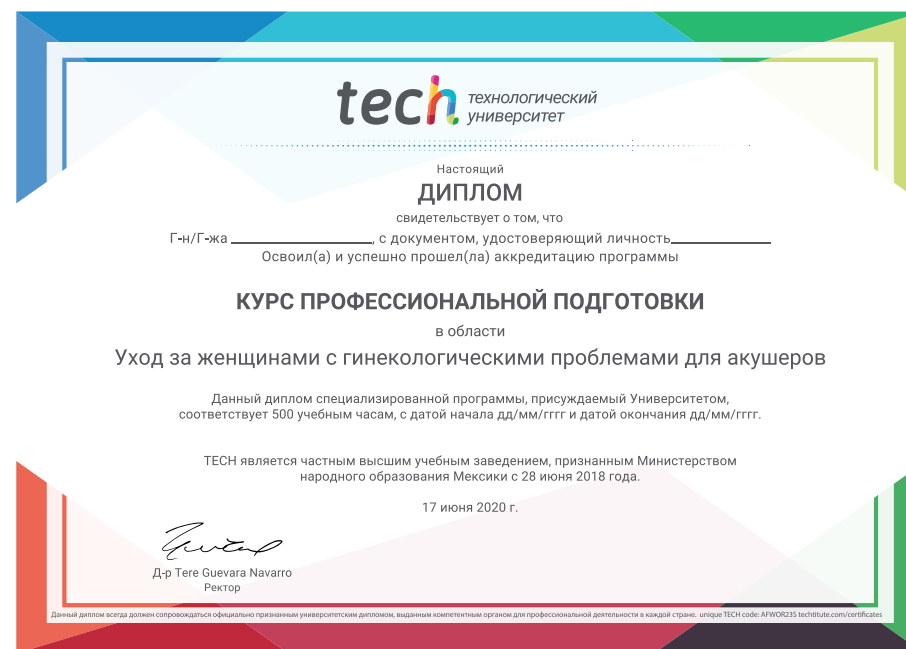 tech технологический
университет
Настоящий
ДИПЛОМ
свидетельствует о том, что
Г-н/Г-жа ____________, с документом, удостоверяющий личность____________
Освоил(а) и успешно прошел(ла) аккредитацию программы
КУРС ПРОФЕССИОНАЛЬНОЙ ПОДГОТОВКИ
в области
Уход за женщинами с гинекологическими проблемами для акушеров
Данный диплом специализированной программы, присуждаемый Университетом,
соответствует 500 учебным часам, с датой начала дд/мм/гггг и датой окончания дд/мм/гггг.
TECH является частным высшим учебным заведением, признанным Министерством
народного образования Мексики с 28 июня 2018 года.
17 июня 2020 г.
Д-р Tere Guevara Navarro
Ректор
Данный диплом всегда должен сопровождаться официально признанным университетским дипломом, выданным компетентным органом для профессиональной деятельности в каждой стране. unique TECH code: AFWOR23S techtitute.com/certificates